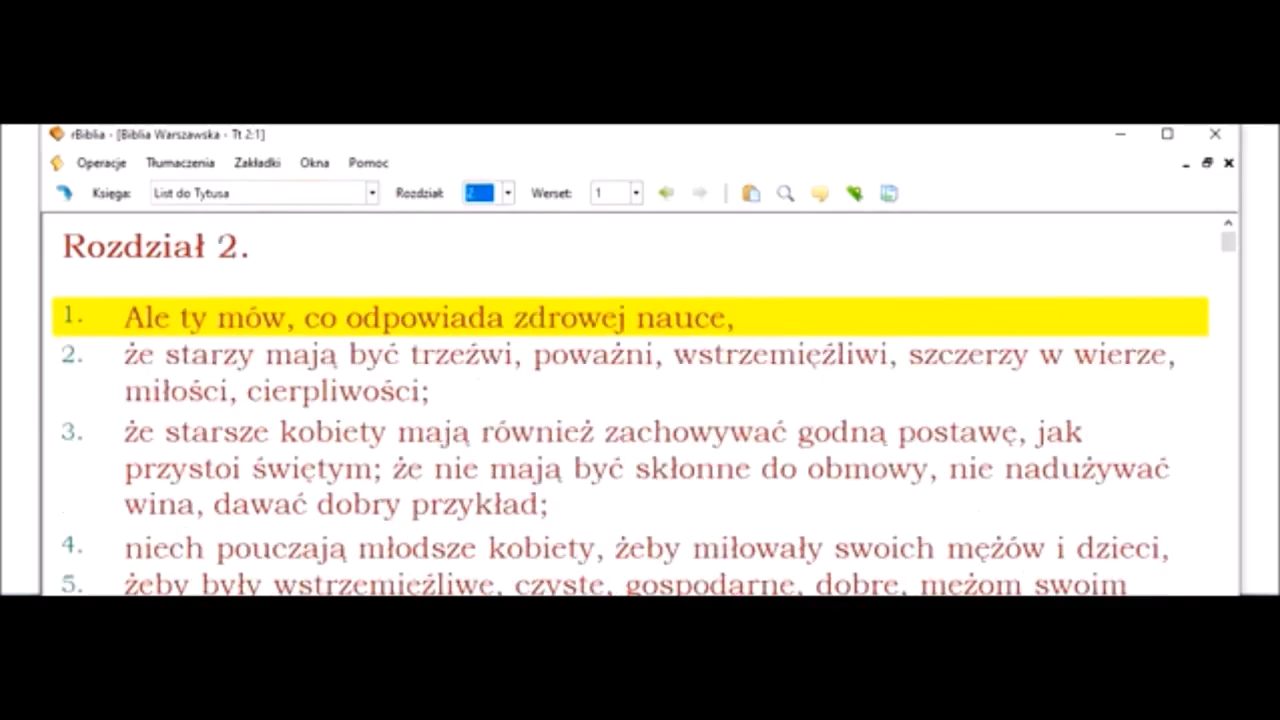 rBiblia - [Biblia Warszawska - Tt 2:1]
Operacje Tłumaczenia Zakładki Okna Pomoc
Księga: List do Tytusa Rozdział: 2 Werset: 1
Rozdział 2.
1. Ale ty mów, co odpowiada zdrowej nauce,
2. że starzy mają być trzeźwi, poważni, wstrzemięźliwi, szczerzy w wierze,
miłości, cierpliwości;
3. że starsze kobiety mają również zachowywać godną postawę, jak
przystoi świętym; że nie mają być skłonne do obmowy, nie nadużywać
wina, dawać dobry przykład;
4. niech pouczają młodsze kobiety, żeby miłowały swoich mężów i dzieci,
5. żeby były wstrzemięźliwe, czyste, gospodarne, dobre, mężom swoim